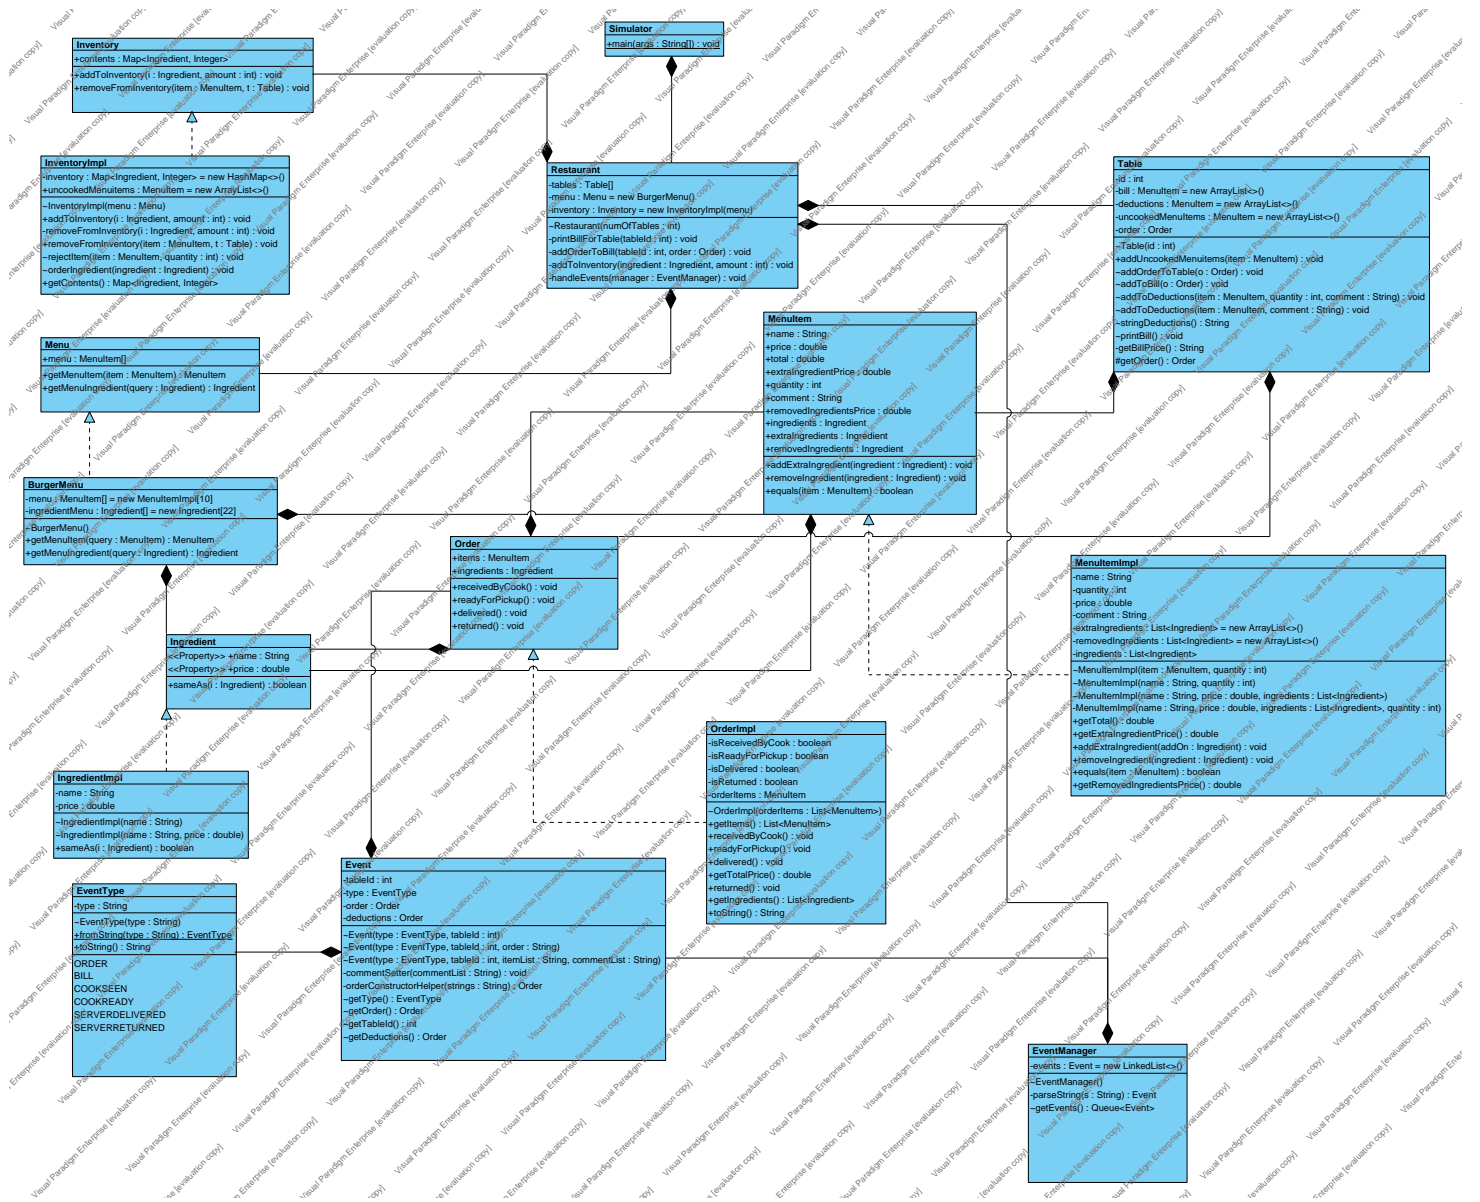 Simulator
+main(args : String[]) : void
Inventory
+contents : Map<Ingredient, Integer>
+addToInventory(i : Ingredient, amount : int) : void
+removeFromInventory(item : MenuItem, t : Table) : void
InventoryImpl
-inventory : Map<Ingredient, Integer> = new HashMap<>()
+uncookedMenuitems : MenuItem = new ArrayList<>()
~InventoryImpl(menu : Menu)
+addToInventory(i : Ingredient, amount : int) : void
-removeFromInventory(i : Ingredient, amount : int) : void
+removeFromInventory(item : MenuItem, t : Table) : void
~rejectItem(item : MenuItem, quantity : int) : void
~orderIngredient(ingredient : Ingredient) : void
~getContents() : Map<Ingredient, Integer>
Restaurant
-tables : Table[]
-menu : Menu = new BurgerMenu()
-inventory : Inventory = new InventoryImpl(menu)
~Restaurant(numOfTables : int)
-printBillForTable(tableId : int) : void
-addOrderToBill(tableId : int, order : Order) : void
-addToInventory(ingredient : Ingredient, amount : int) : void
-handleEvents(manager : EventManager) : void
Table
-id : int
-bill : MenuItem = new ArrayList<>()
-deductions : MenuItem = new ArrayList<>()
-uncookedMenuItems : MenuItem = new ArrayList<>()
-order : Order
~Table(id : int)
+addUncookedMenuitems(item : MenuItem) : void
~addOrderToTable(o : Order) : void
~addToBill(o : Order) : void
~addToDeductions(item : MenuItem, quantity : int, comment : String) : void
~addToDeductions(item : MenuItem, comment : String) : void
-stringDeductions() : String
~printBill() : void
-getBillPrice() : String
#getOrder() : Order
Menu
+menu : MenuItem[]
+getMenuItem(item : MenuItem) : MenuItem
+getMenuIngredient(query : Ingredient) : Ingredient
MenuItem
+name : String
+price : double
+total : double
+extraIngredientPrice : double
+quantity : int
+comment : String
+removedIngredientsPrice : double
+ingredients : Ingredient
+extraIngredients : Ingredient
+removedIngredients : Ingredient
+addExtraIngredient(ingredient : Ingredient) : void
+removeIngredient(ingredient : Ingredient) : void
+equals(item : MenuItem) : boolean
BurgerMenu
-menu : MenuItem[] = new MenuItemImpl[10]
-ingredientMenu : Ingredient[] = new Ingredient[22]
~BurgerMenu()
+getMenuItem(query : MenuItem) : MenuItem
+getMenuIngredient(query : Ingredient) : Ingredient
Order
+items : MenuItem
+ingredients : Ingredient
+receivedByCook() : void
+readyForPickup() : void
+delivered() : void
+returned() : void
MenuItemImpl
-name : String
-quantity : int
-price : double
-comment : String
-extraIngredients : List<Ingredient> = new ArrayList<>()
-removedIngredients : List<Ingredient> = new ArrayList<>()
-ingredients : List<Ingredient>
~MenuItemImpl(item : MenuItem, quantity : int)
~MenuItemImpl(name : String, quantity : int)
~MenuItemImpl(name : String, price : double, ingredients : List<Ingredient>)
-MenuItemImpl(name : String, price : double, ingredients : List<Ingredient>, quantity : int)
+getTotal() : double
+getExtraIngredientPrice() : double
+addExtraIngredient(addOn : Ingredient) : void
+removeIngredient(ingredient : Ingredient) : void
+equals(item : MenuItem) : boolean
+getRemovedIngredientsPrice() : double
Ingredient
<<Property>> +name : String
<<Property>> +price : double
+sameAs(i : Ingredient) : boolean
OrderImpl
-isReceivedByCook : boolean
-isReadyForPickup : boolean
-isDelivered : boolean
-isReturned : boolean
-orderItems : MenuItem
~OrderImpl(orderItems : List<MenuItem>)
+getItems() : List<MenuItem>
+receivedByCook() : void
+readyForPickup() : void
+delivered() : void
+getTotalPrice() : double
+returned() : void
+getIngredients() : List<Ingredient>
+toString() : String
IngredientImpl
-name : String
-price : double
~IngredientImpl(name : String)
~IngredientImpl(name : String, price : double)
+sameAs(i : Ingredient) : boolean
Event
-tableId : int
-type : EventType
-order : Order
-deductions : Order
~Event(type : EventType, tableId : int)
~Event(type : EventType, tableId : int, order : String)
~Event(type : EventType, tableId : int, itemList : String, commentList : String)
-commentSetter(commentList : String) : void
-orderConstructorHelper(strings : String) : Order
~getType() : EventType
~getOrder() : Order
~getTableId() : int
~getDeductions() : Order
EventType
-type : String
~EventType(type : String)
+fromString(type : String) : EventType
+toString() : String
ORDER
BILL
COOKSEEN
COOKREADY
SERVERDELIVERED
SERVERRETURNED
EventManager
-events : Event = new LinkedList<>()
~EventManager()
-parseString(s : String) : Event
~getEvents() : Queue<Event>
Visual Paradigm Enterprise [evaluation copy]